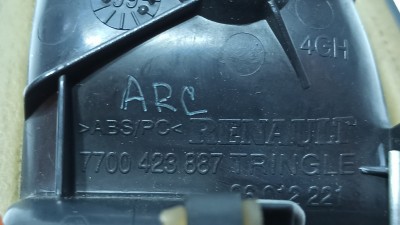 4GH
ARC
>ABS/PC< RENAULT
7700 423 887 TRINGLE